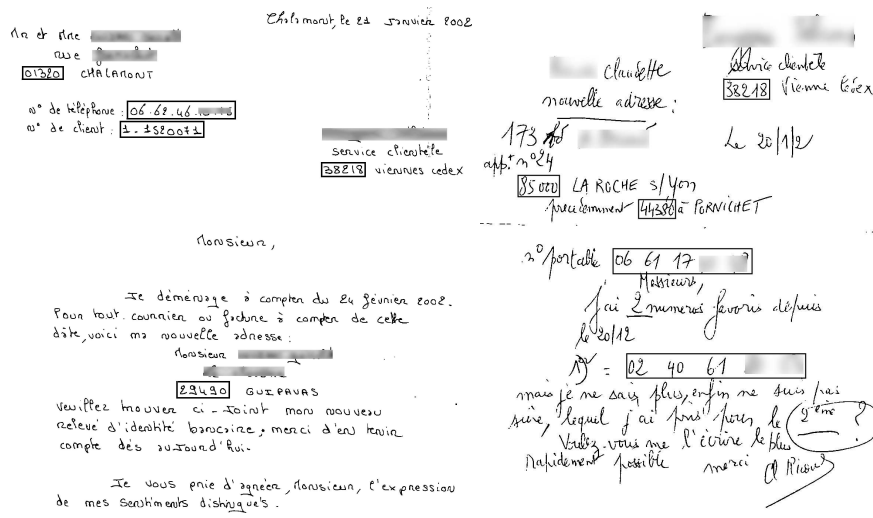 Chalamont, le 21 Janvier 2002
Mr et Mme
rue
01320 CHALAMONT
n° de téléphone : 06.62.46.
n° de client : 1-1520071
service clientèle
38218 viennes cedex
Monsieur,
Je déménage à compter du 24 février 2002.
Pour tout courrier ou facture à compter de cette
date, voici ma nouvelle adresse :
Monsieur
29490 GUIPAVAS
veuillez trouver ci-joint mon nouveau
relevé d'identité bancaire, merci d'en tenir
compte dès aujourd'hui.
Je vous prie d'agréer, Monsieur, l'expression
de mes sentiments distingués.
service clientèle
38218 Vienne Cédex
Claudette
nouvelle adresse :
173 bd
Le 20/1/2
app.t n°24
85000 LA ROCHE s/Yon
précédemment 44380 à PORNICHET
n° portable 06 61 17
Messieurs,
J'ai 2 numeros favoris depuis
le 20/12
1) = 02 40 61
mais je ne sais plus, enfin ne suis pas
sûre, lequel j'ai pris pour le 2ème ?
Voulez-vous me l'écrire le plus
rapidement possible merci